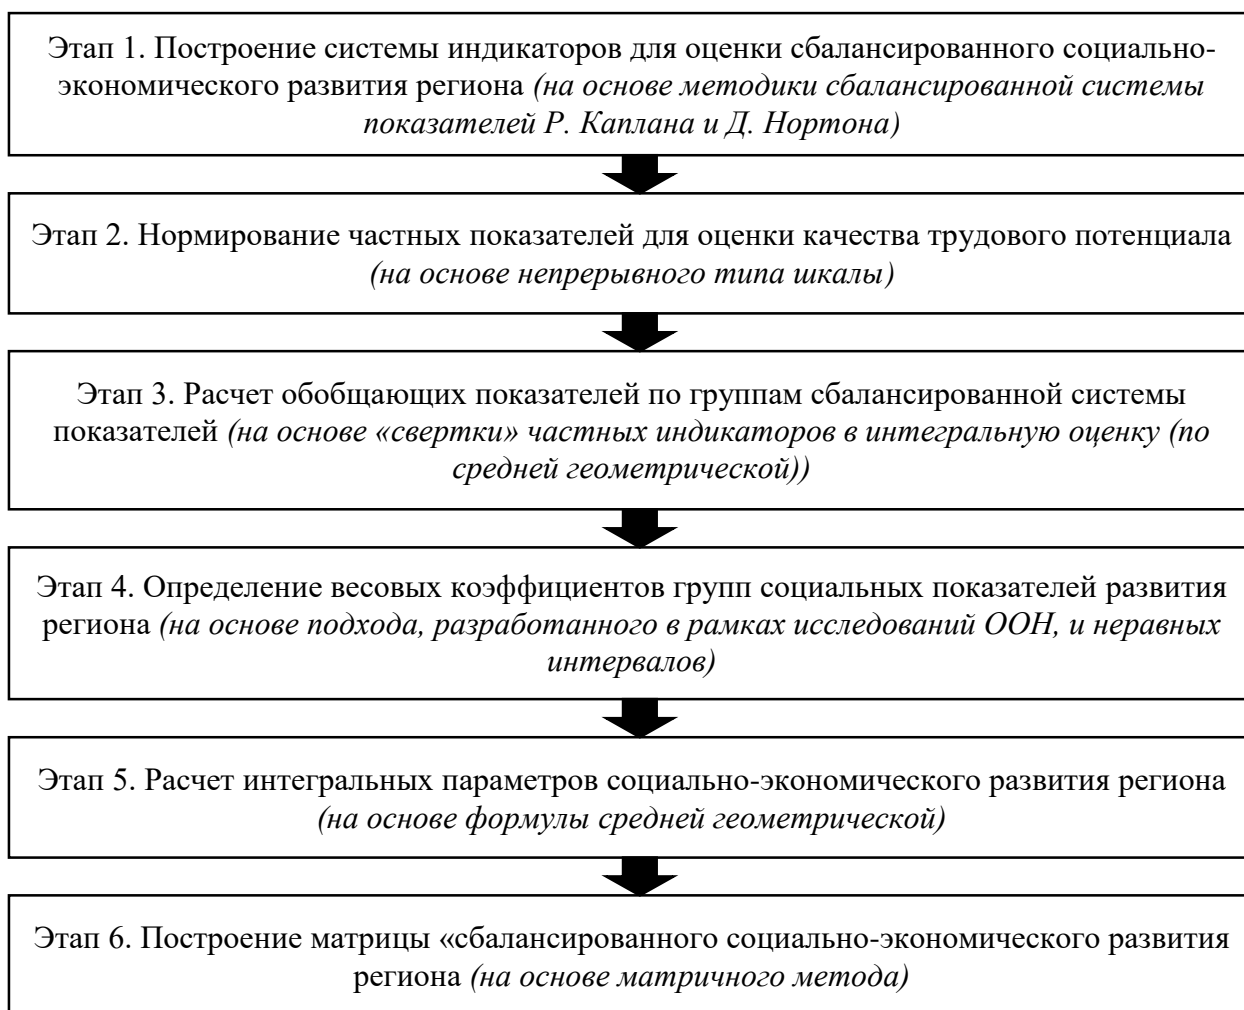 Этап 1. Построение системы индикаторов для оценки сбалансированного социально-
экономического развития региона (на основе методики сбалансированной системы
показателей Р. Каплана и Д. Нортона)
Этап 2. Нормирование частных показателей для оценки качества трудового потенциала
(на основе непрерывного типа шкалы)
Этап 3. Расчет обобщающих показателей по группам сбалансированной системы
показателей (на основе «свертки» частных индикаторов в интегральную оценку (по
средней геометрической))
Этап 4. Определение весовых коэффициентов групп социальных показателей развития
региона (на основе подхода, разработанного в рамках исследований ООН, и неравных
интервалов)
Этап 5. Расчет интегральных параметров социально-экономического развития региона
(на основе формулы средней геометрической)
Этап 6. Построение матрицы «сбалансированного социально-экономического развития
региона (на основе матричного метода)